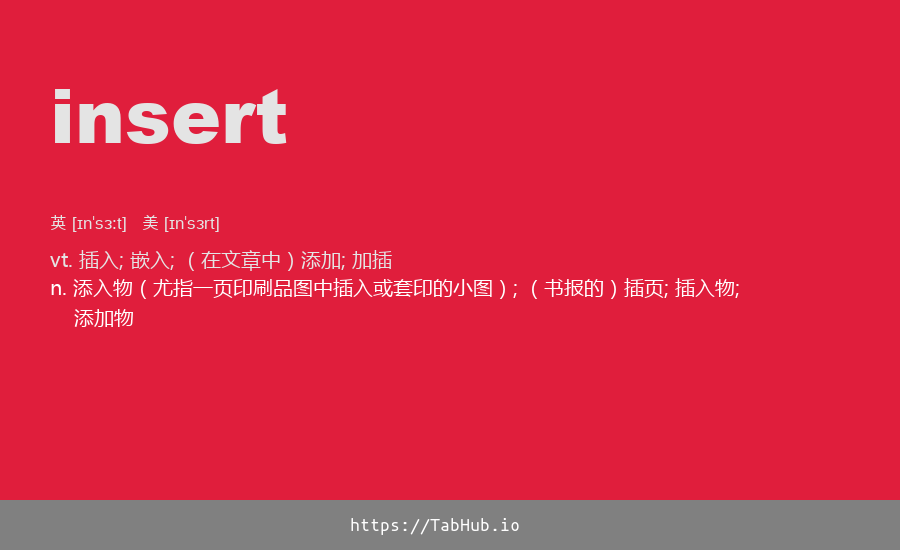 insert
英 [ɪnˈsɜːt] 美 [ɪnˈsɜrt]
vt. 插入; 嵌入; （在文章中）添加; 加插
n. 添入物（尤指一页印刷品图中插入或套印的小图）; （书报的）插页; 插入物;
添加物
https://TabHub.io